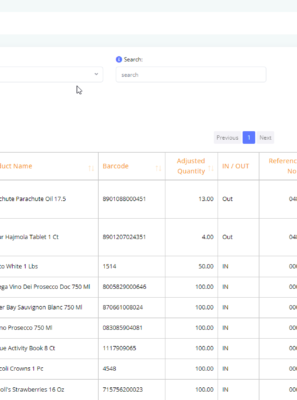 Search:
search
Previous 1 Next
duct Name Barcode Adjusted Quantity IN / OUT Reference No
chute Parachute Oil 17.5 8901088000451 13.00 Out 04
r Hajmola Tablet 1 Ct 8901207024351 4.00 Out 04
o White 1 Lbs 1514 50.00 IN 00
ga Vino Del Prosecco Doc 750 Ml 8005829000646 100.00 IN 00
r Bay Sauvignon Blanc 750 Ml 870661008024 100.00 IN 00
no Prosecco 750 Ml 083085904081 100.00 IN 00
ue Activity Book 8 Ct 1117909065 100.00 IN 00
coli Crownz 1 Pc 4548 100.00 IN 00
oll's Strawberries 16 Oz 715756200023 100.00 IN 00